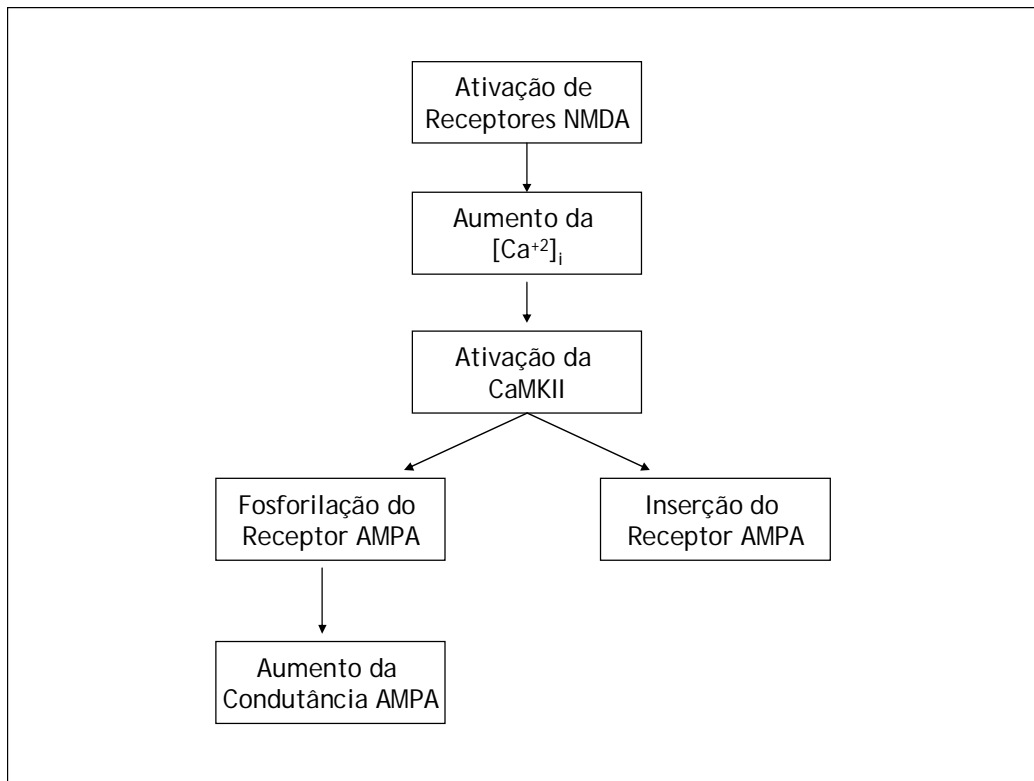 Ativação de
Receptores NMDA
Aumento da
[Ca⁺²]ᵢ
Ativação da
CaMKII
Fosforilação do
Receptor AMPA
Inserção do
Receptor AMPA
Aumento da
Condutância AMPA